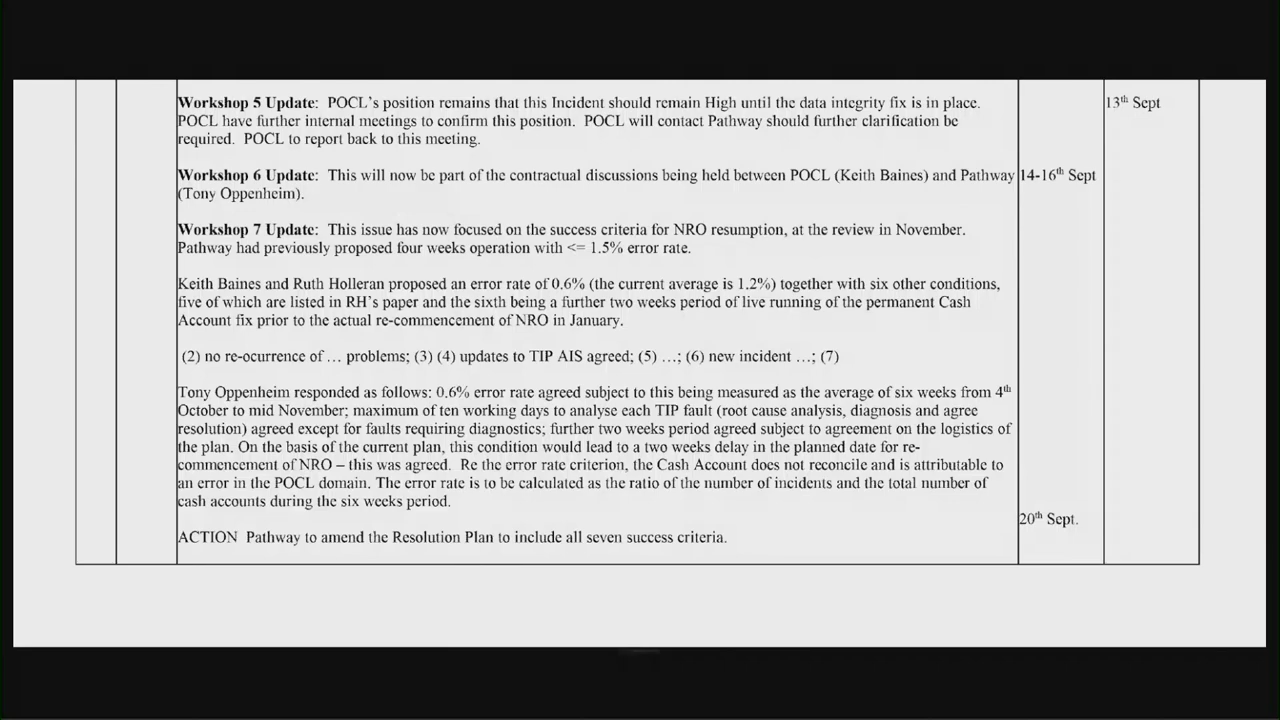 Workshop 5 Update:  POCL's position remains that this Incident should remain High until the data integrity fix is in place.
13th Sept
POCL have further internal meetings to confirm this position.  POCL will contact Pathway should further clarification be
required.  POCL to report back to this meeting.
Workshop 6 Update:  This will now be part of the contractual discussions being held between POCL (Keith Baines) and Pathway
14-16th Sept
(Tony Oppenheim).
Workshop 7 Update:  This issue has now focused on the success criteria for NRO resumption, at the review in November.
Pathway had previously proposed four weeks operation with <= 1.5% error rate.
Keith Baines and Ruth Holleran proposed an error rate of 0.6% (the current average is 1.2%) together with six other conditions,
five of which are listed in RH's paper and the sixth being a further two weeks period of live running of the permanent Cash
Account fix prior to the actual re-commencement of NRO in January.
(2) no re-ocurrence of … problems; (3) (4) updates to TIP AIS agreed; (5) …; (6) new incident …; (7)
Tony Oppenheim responded as follows: 0.6% error rate agreed subject to this being measured as the average of six weeks from 4th
October to mid November; maximum of ten working days to analyse each TIP fault (root cause analysis, diagnosis and agree
resolution) agreed except for faults requiring diagnostics; further two weeks period agreed subject to agreement on the logistics of
the plan. On the basis of the current plan, this condition would lead to a two weeks delay in the planned date for re-
commencement of NRO – this was agreed.  Re the error rate criterion, the Cash Account does not reconcile and is attributable to
an error in the POCL domain. The error rate is to be calculated as the ratio of the number of incidents and the total number of
cash accounts during the six weeks period.
20th Sept.
ACTION  Pathway to amend the Resolution Plan to include all seven success criteria.